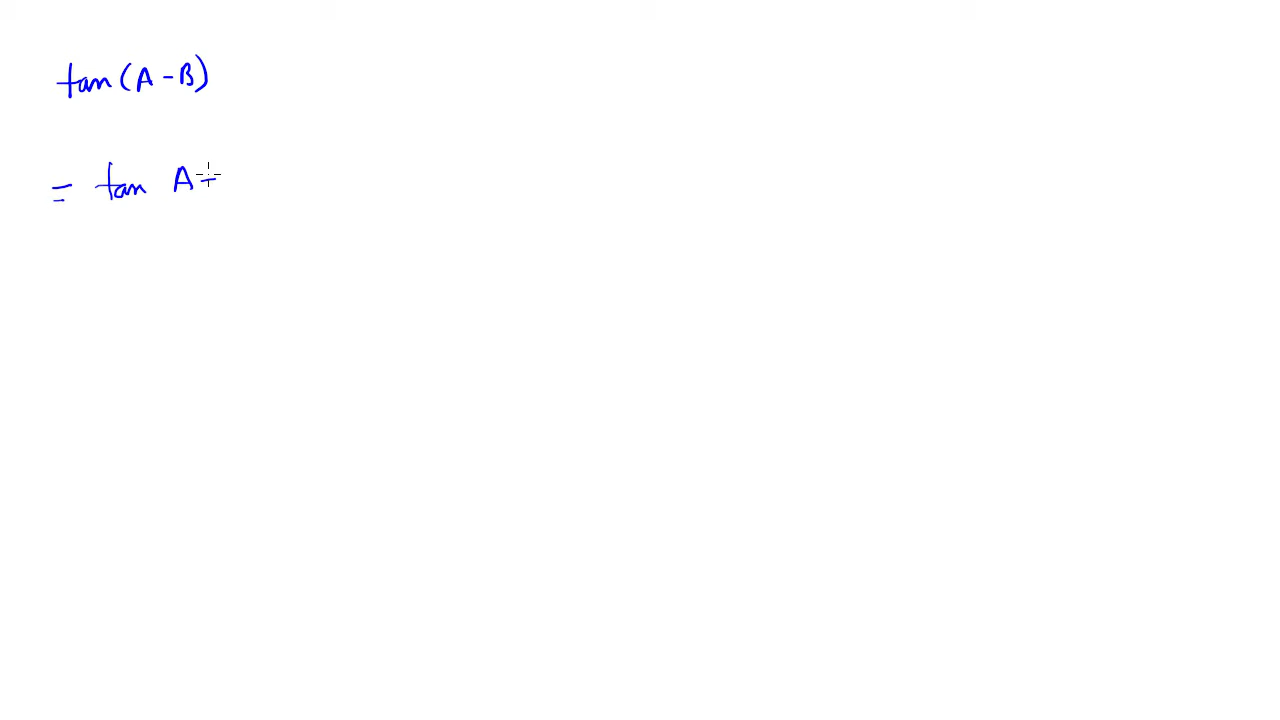 tan(A-B)
= tan A -